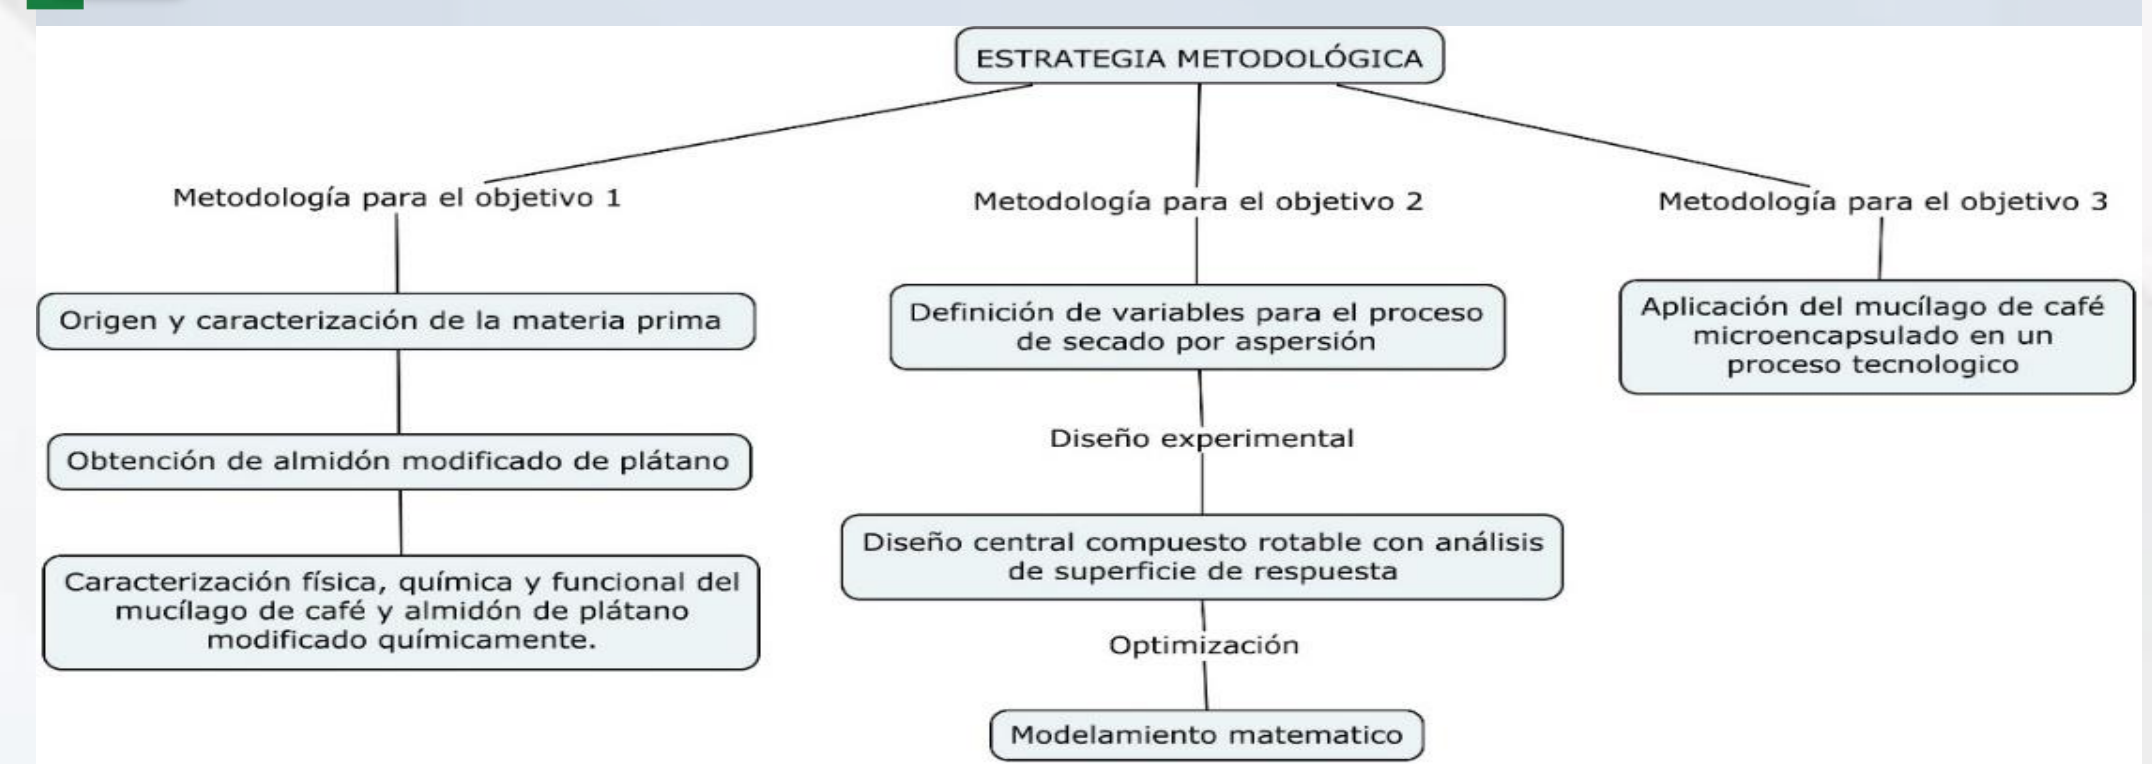 ESTRATEGIA METODOLÓGICA
Metodología para el objetivo 1
Origen y caracterización de la materia prima
Obtención de almidón modificado de plátano
Caracterización física, química y funcional del
mucílago de café y almidón de plátano
modificado químicamente.
Metodología para el objetivo 2
Definición de variables para el proceso
de secado por aspersión
Diseño experimental
Diseño central compuesto rotable con análisis
de superficie de respuesta
Optimización
Modelamiento matematico
Metodología para el objetivo 3
Aplicación del mucílago de café
microencapsulado en un
proceso tecnologico